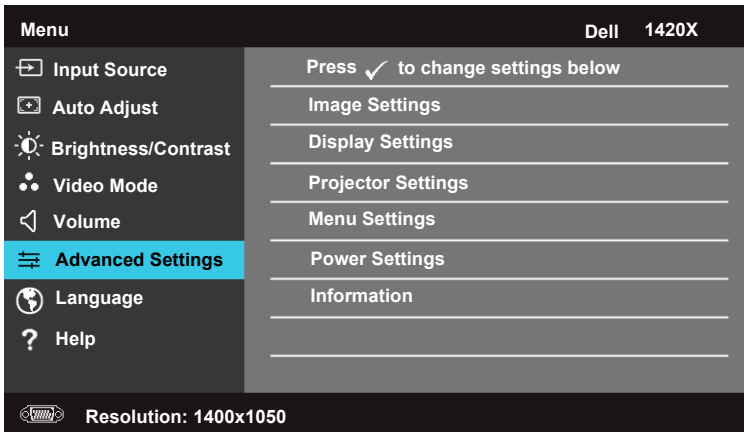 Menu
Dell 1420X
Input Source
Auto Adjust
Brightness/Contrast
Video Mode
Volume
Advanced Settings
Language
? Help
Press ✓ to change settings below
Image Settings
Display Settings
Projector Settings
Menu Settings
Power Settings
Information
Resolution: 1400x1050